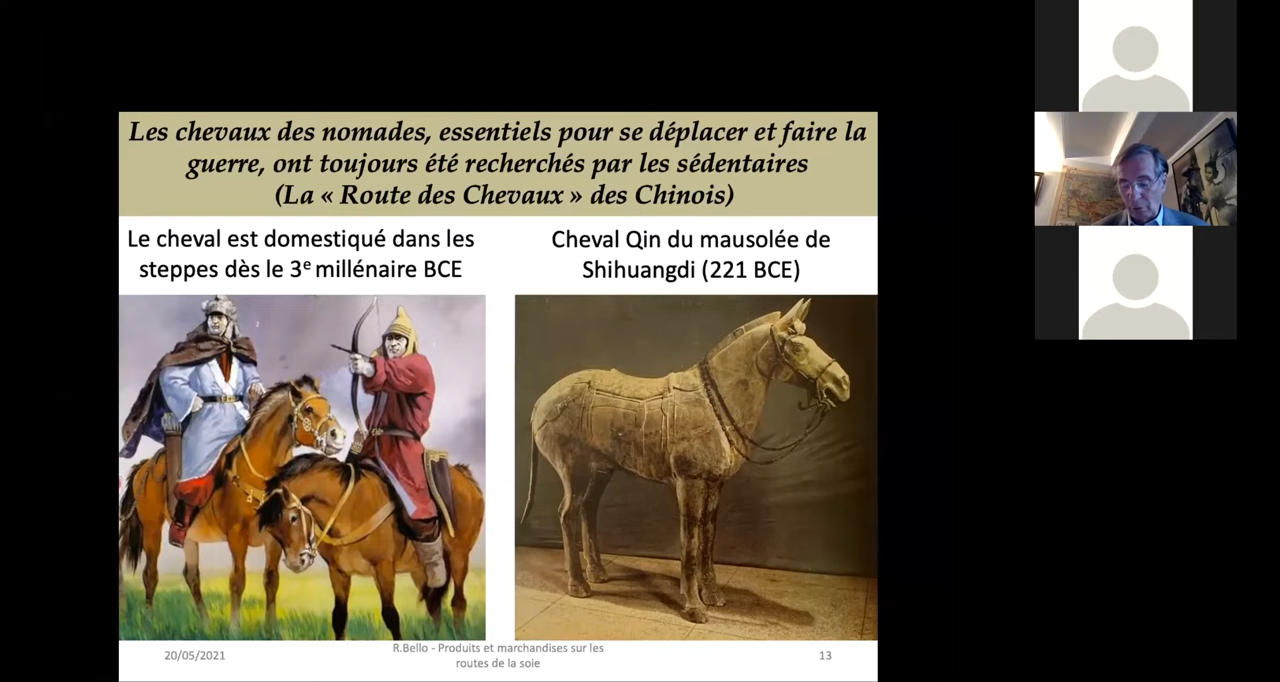 Les chevaux des nomades, essentiels pour se déplacer et faire la
guerre, ont toujours été recherchés par les sédentaires
(La « Route des Chevaux » des Chinois)
Le cheval est domestiqué dans les
steppes dès le 3e millénaire BCE
Cheval Qin du mausolée de
Shihuangdi (221 BCE)
20/05/2021
R.Bello - Produits et marchandises sur les
routes de la soie
13